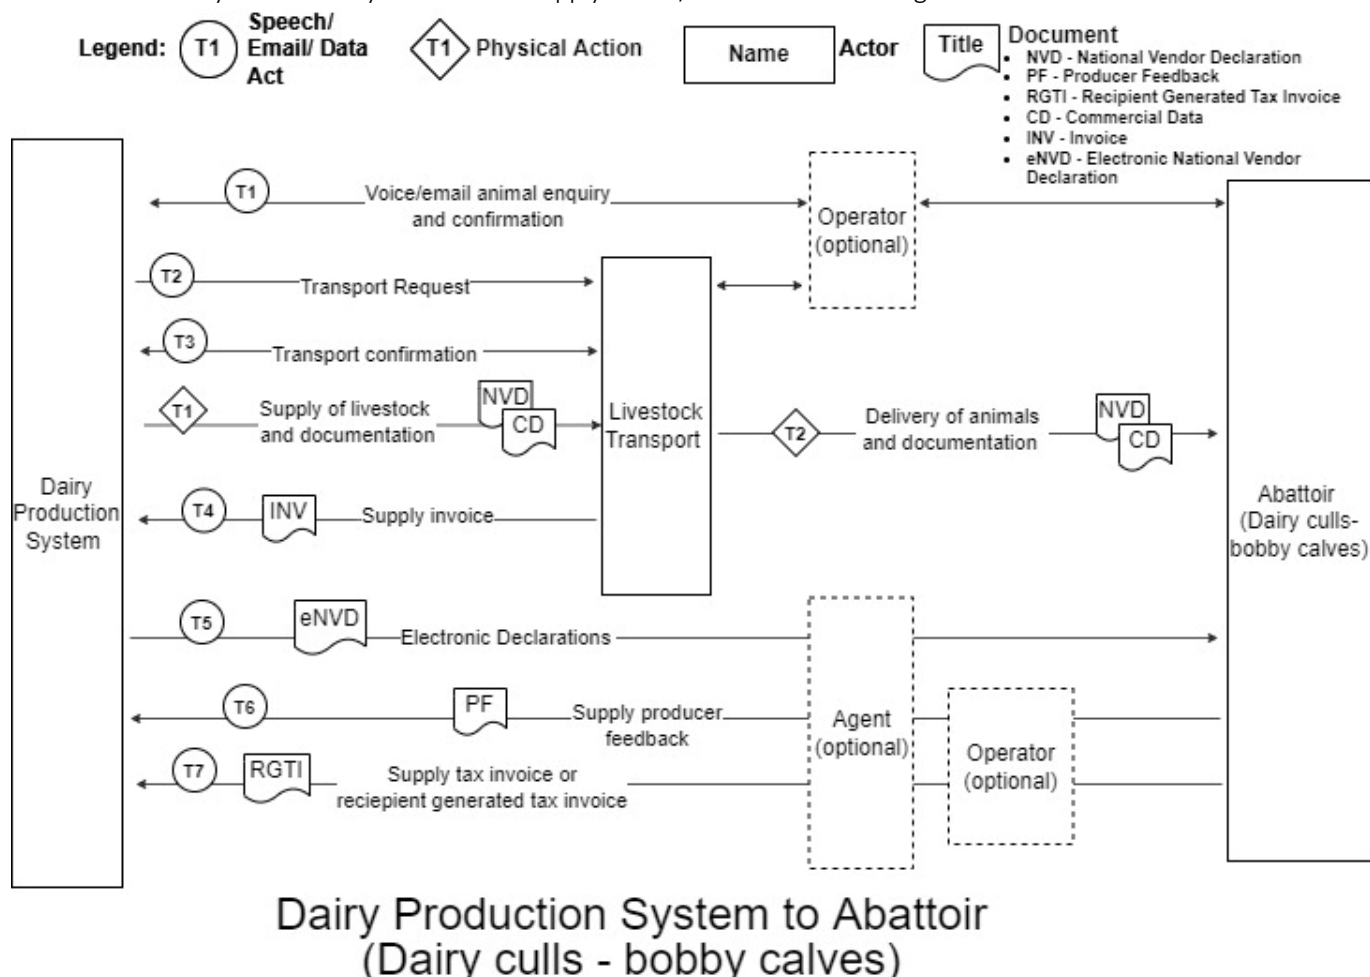 Legend:
T1
Speech/
Email/ Data
Act
T1
Physical Action
Name
Actor
Title
Document
• NVD - National Vendor Declaration
• PF - Producer Feedback
• RGTI - Recipient Generated Tax Invoice
• CD - Commercial Data
• INV - Invoice
• eNVD - Electronic National Vendor
Declaration
T1
Voice/email animal enquiry
and confirmation
Operator
(optional)
T2
Transport Request
T3
Transport confirmation
T1
Supply of livestock
and documentation
NVD
CD
Livestock
Transport
T2
Delivery of animals
and documentation
NVD
CD
Dairy
Production
System
T4
INV
Supply invoice
Abattoir
(Dairy culls-
bobby calves)
T5
eNVD
Electronic Declarations
T6
PF
Supply producer
feedback
Agent
(optional)
Operator
(optional)
T7
RGTI
Supply tax invoice or
reciepient generated tax invoice
Dairy Production System to Abattoir
(Dairy culls - bobby calves)